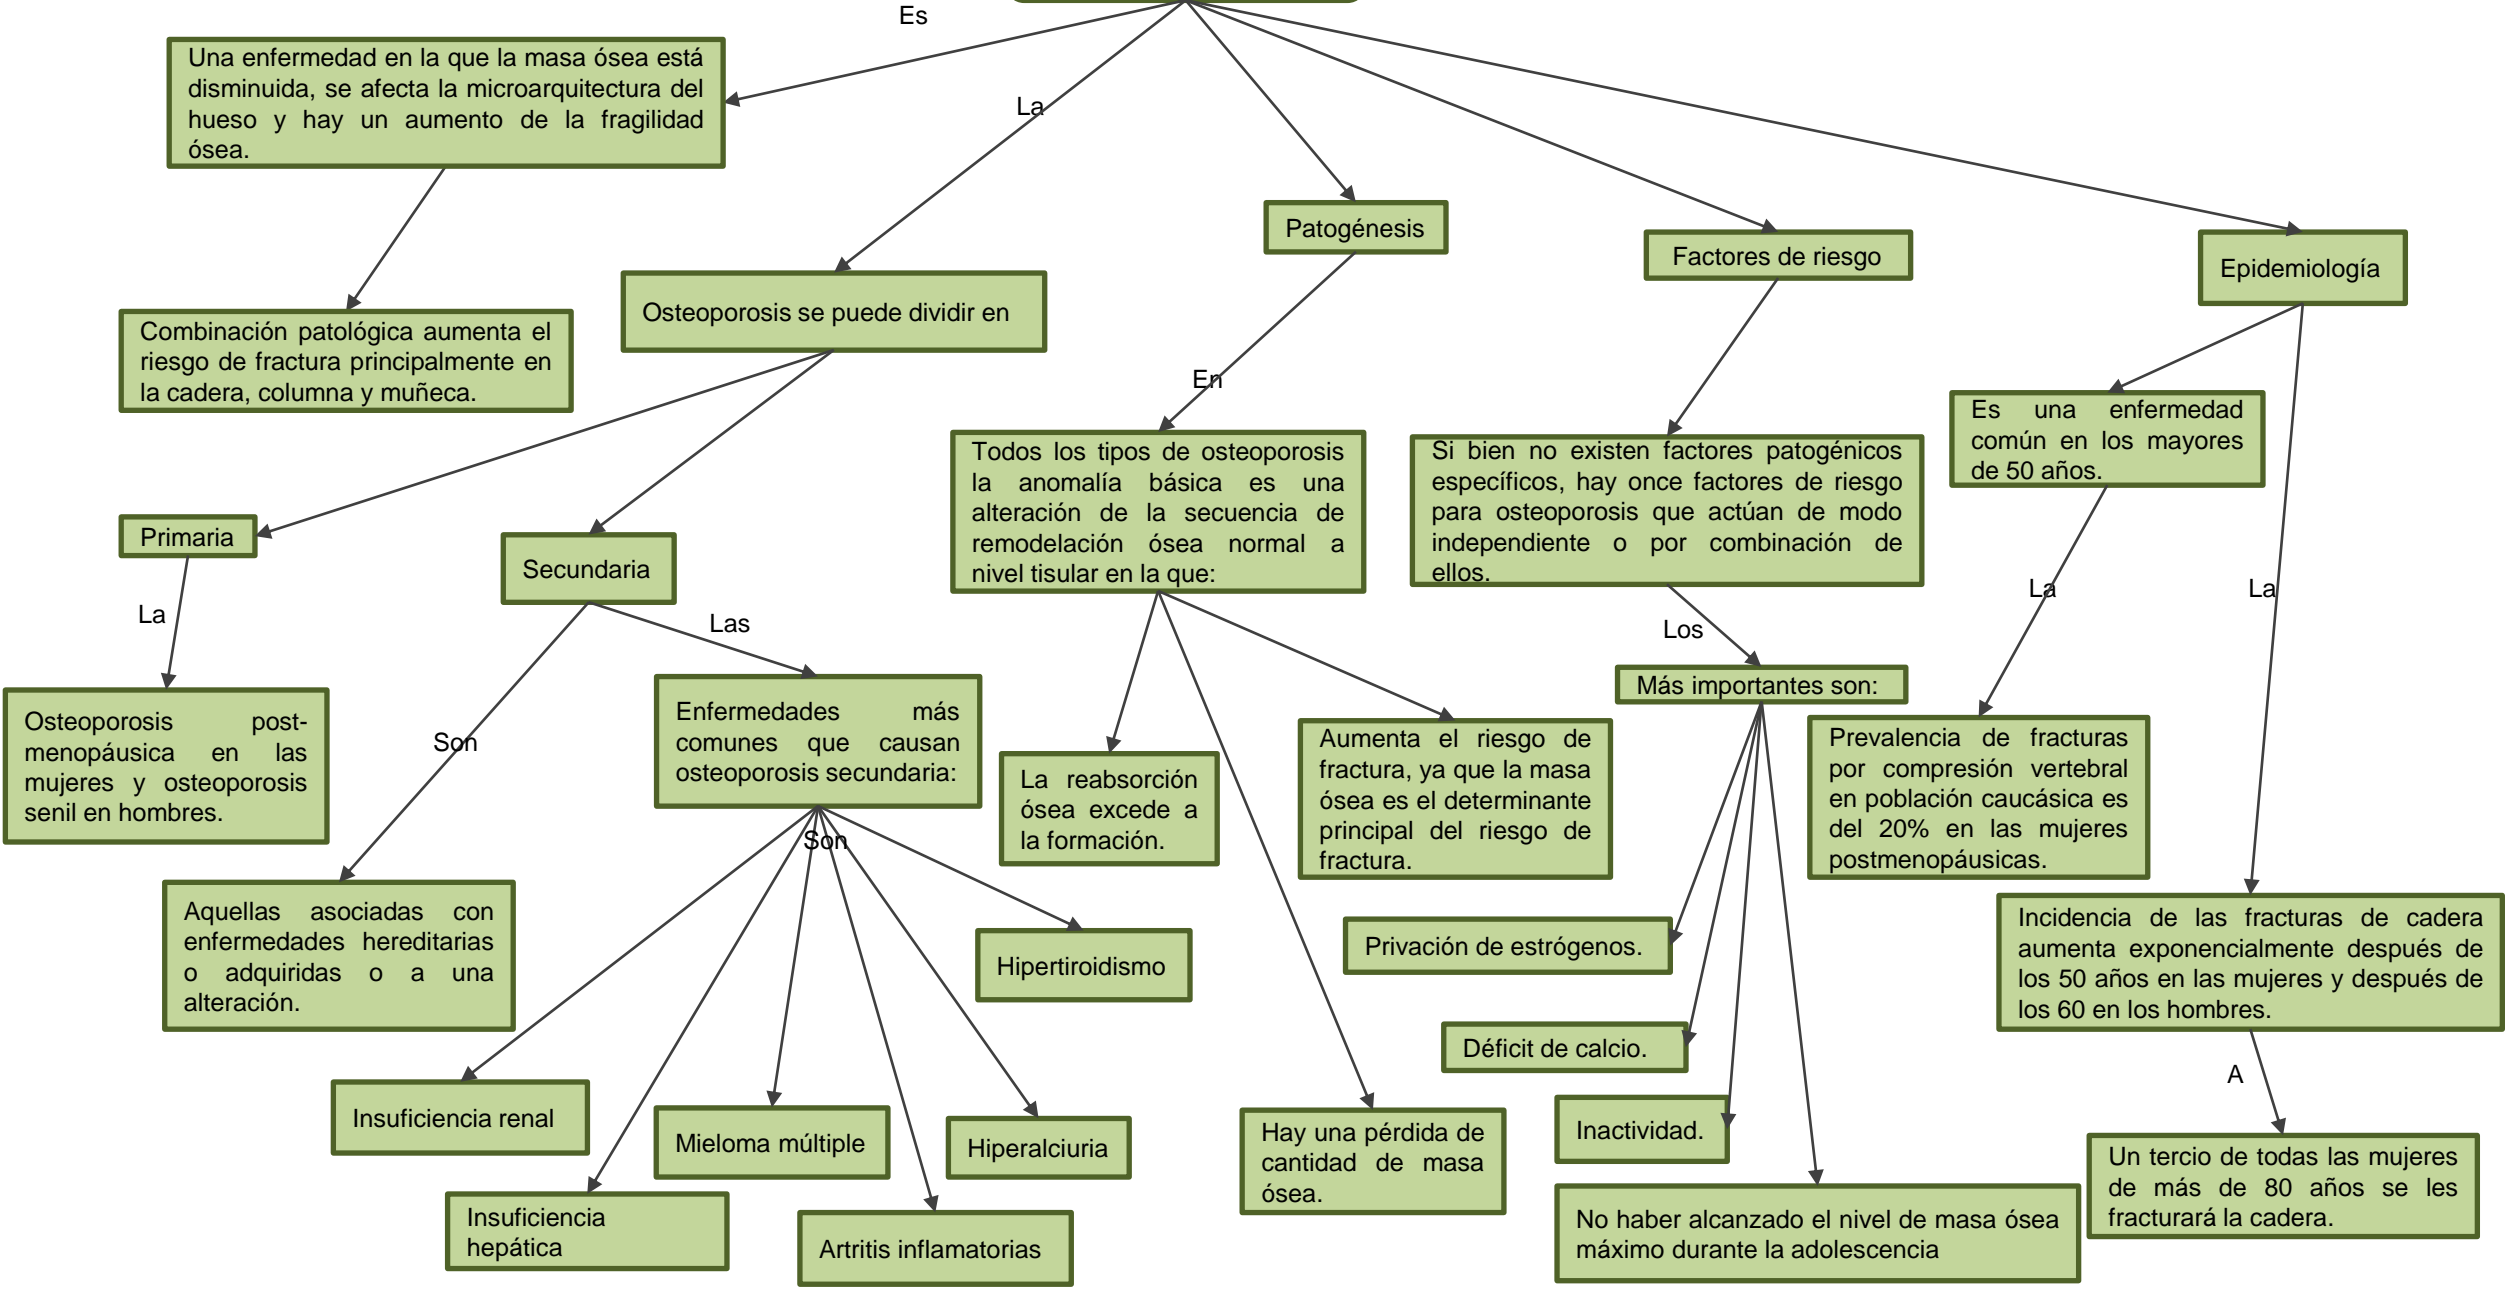 Es
Una enfermedad en la que la masa ósea está
disminuida, se afecta la microarquitectura del
hueso y hay un aumento de la fragilidad
ósea.
La
Patogénesis
Factores de riesgo
Epidemiología
Osteoporosis se puede dividir en
Combinación patológica aumenta el
riesgo de fractura principalmente en
la cadera, columna y muñeca.
En
Es una enfermedad
común en los mayores
de 50 años.
Todos los tipos de osteoporosis
la anomalía básica es una
alteración de la secuencia de
remodelación ósea normal a
nivel tisular en la que:
Si bien no existen factores patogénicos
específicos, hay once factores de riesgo
para osteoporosis que actúan de modo
independiente o por combinación de
ellos.
Primaria
Secundaria
La
Las
Los
La
La
Osteoporosis post-
menopáusica en las
mujeres y osteoporosis
senil en hombres.
Son
Enfermedades más
comunes que causan
osteoporosis secundaria:
Más importantes son:
La reabsorción
ósea excede a
la formación.
Aumenta el riesgo de
fractura, ya que la masa
ósea es el determinante
principal del riesgo de
fractura.
Prevalencia de fracturas
por compresión vertebral
en población caucásica es
del 20% en las mujeres
postmenopáusicas.
Son
Aquellas asociadas con
enfermedades hereditarias
o adquiridas o a una
alteración.
Hipertiroidismo
Privación de estrógenos.
Incidencia de las fracturas de cadera
aumenta exponencialmente después de
los 50 años en las mujeres y después de
los 60 en los hombres.
Déficit de calcio.
A
Insuficiencia renal
Mieloma múltiple
Hiperalciuria
Hay una pérdida de
cantidad de masa
ósea.
Inactividad.
Un tercio de todas las mujeres
de más de 80 años se les
fracturará la cadera.
Insuficiencia
hepática
Artritis inflamatorias
No haber alcanzado el nivel de masa ósea
máximo durante la adolescencia